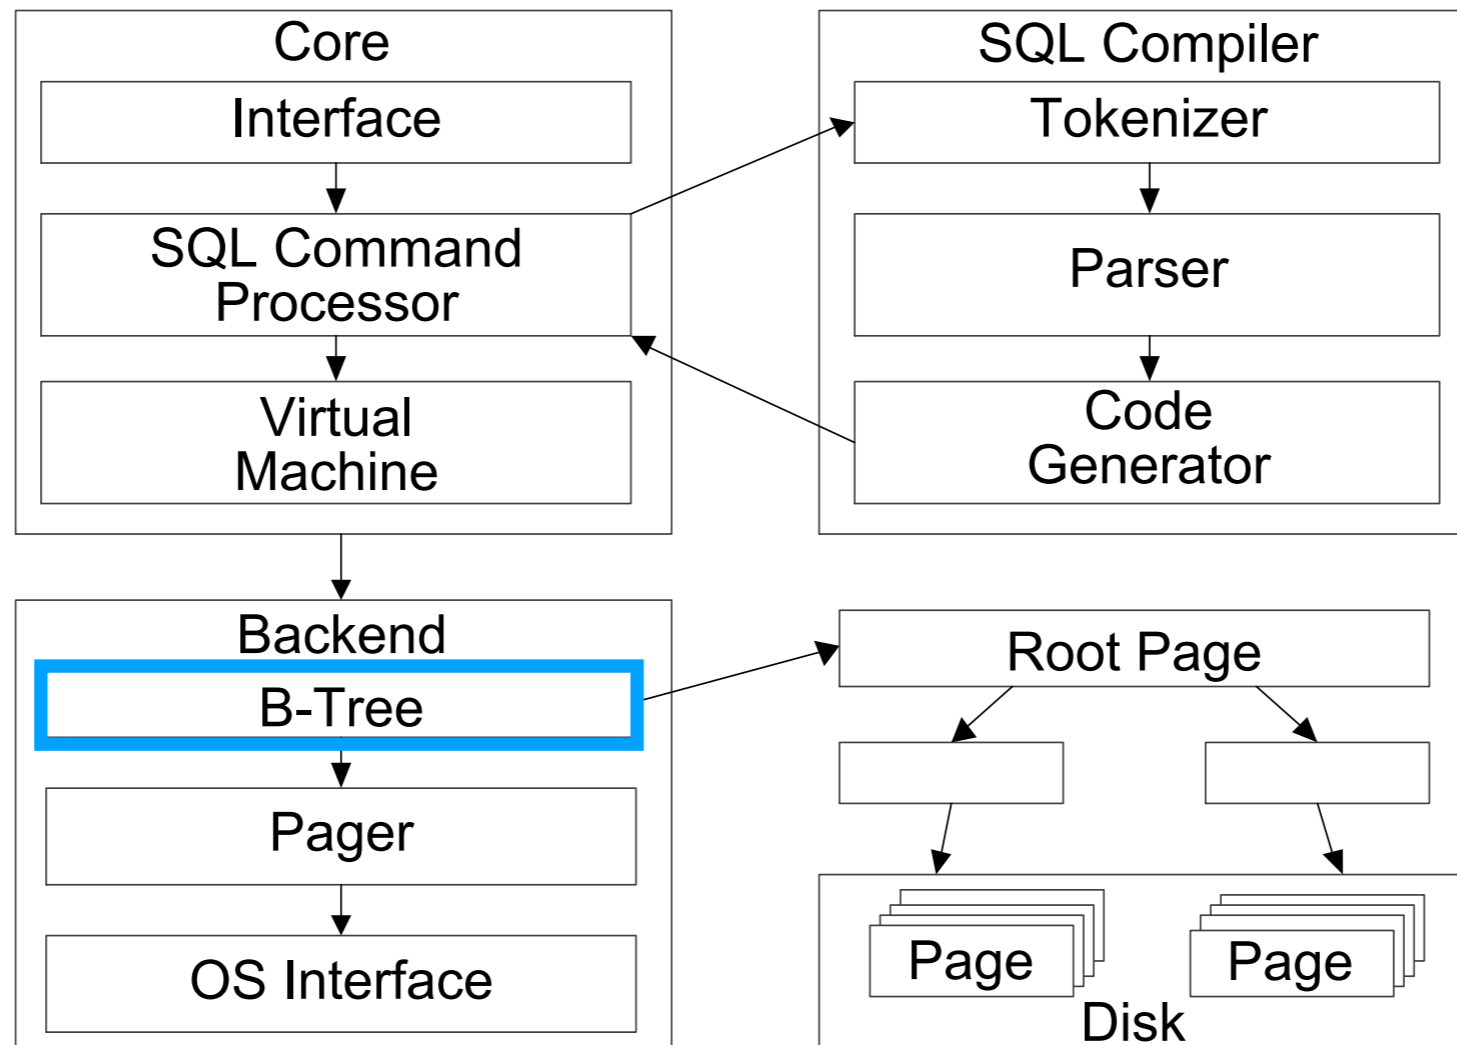 Core
Interface
SQL Command
Processor
Virtual
Machine
SQL Compiler
Tokenizer
Parser
Code
Generator
Backend
B-Tree
Pager
OS Interface
Root Page
Page
Page
Disk